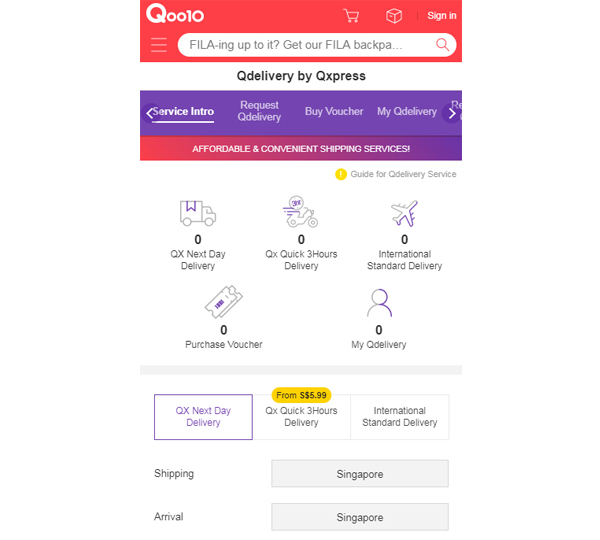 Qoo10
Sign in
FILA-ing up to it? Get our FILA backpa...
Qdelivery by Qxpress
Service Intro
Request
Qdelivery
Buy Voucher
My Qdelivery
AFFORDABLE & CONVENIENT SHIPPING SERVICES!
! Guide for Qdelivery Service
3Hr
0
QX Next Day
Delivery
0
Qx Quick 3Hours
Delivery
0
International
Standard Delivery
0
Purchase Voucher
0
My Qdelivery
From S$5.99
QX Next Day
Delivery
Qx Quick 3Hours
Delivery
International
Standard Delivery
Shipping
Singapore
Arrival
Singapore